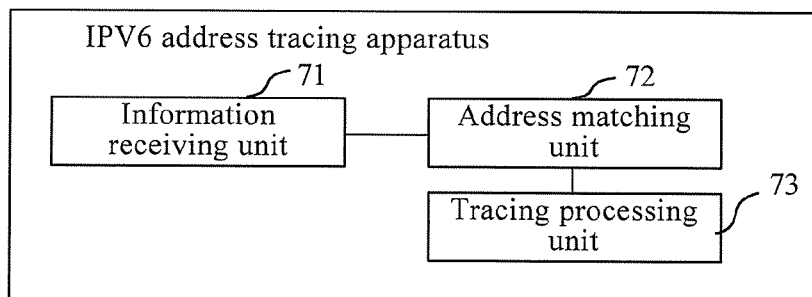 IPV6 address tracing apparatus
71
72
Information
receiving unit
Address matching
unit
73
Tracing processing
unit